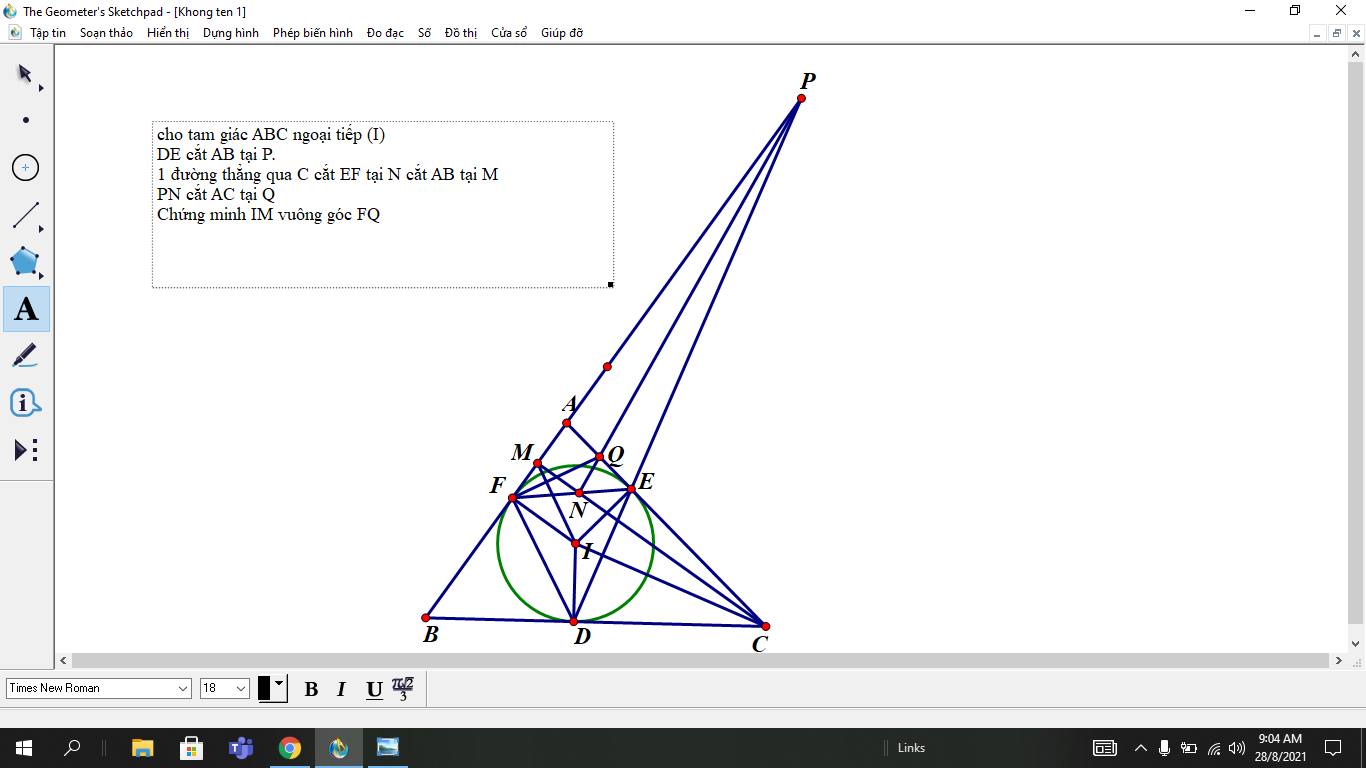 The Geometer's Sketchpad - [Khong ten 1]
Tập tin Soạn thảo Hiển thị Dựng hình Phép biến hình Đo đạc Số Đồ thị Cửa sổ Giúp đỡ
P
cho tam giác ABC ngoại tiếp (I)
DE cắt AB tại P.
1 đường thẳng qua C cắt EF tại N cắt AB tại M
PN cắt AC tại Q
Chứng minh IM vuông góc FQ
A
A
M Q
F E
N
I
B D C
Times New Roman 18 B I U
Links 9:04 AM
28/8/2021